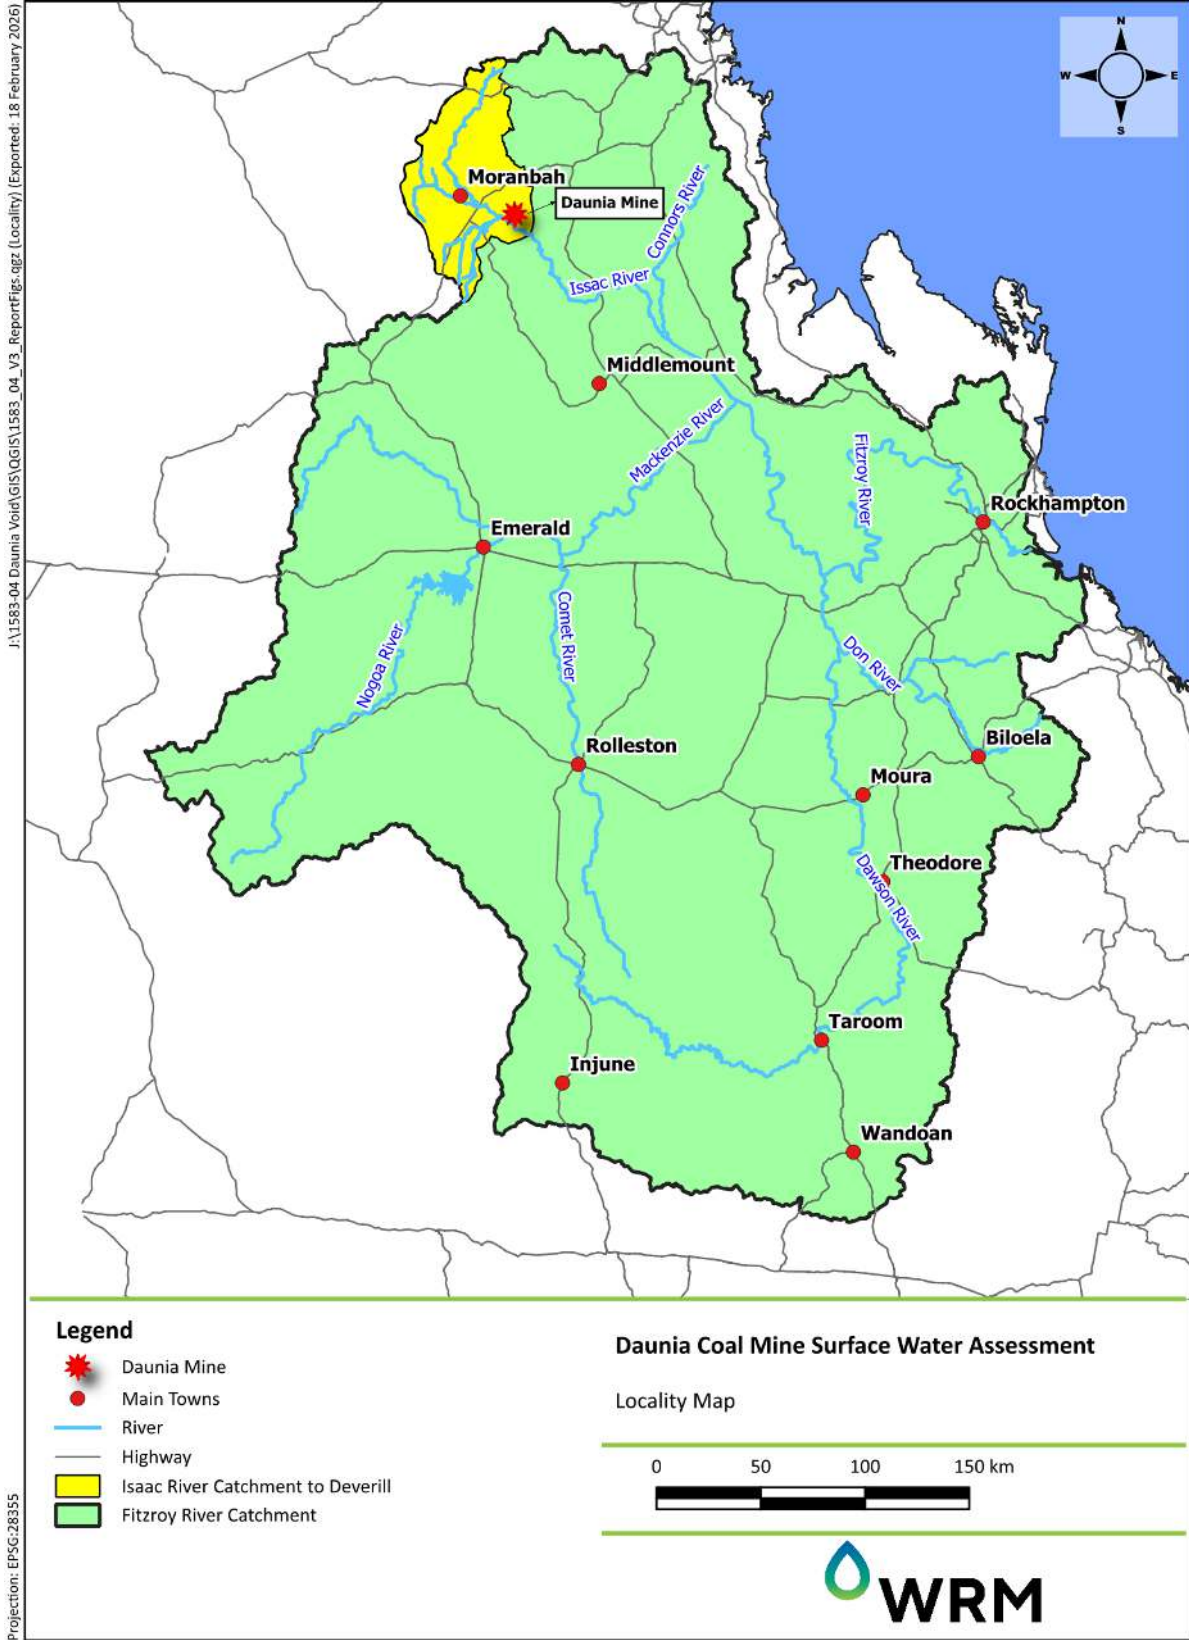 J:\1583-04 Daunia Void\GIS\QGIS\1583_04_V3_ReportFigs.qgz (Locality) (Exported: 18 February 2026)
N
W
E
S
Moranbah
Daunia Mine
Connors River
Issac River
Middlemount
Mackenzie River
Fitzroy River
Rockhampton
Emerald
Comet River
Nogoa River
Don River
Rolleston
Biloela
Moura
Theodore
Dawson River
Taroom
Injune
Wandoan
Legend
Daunia Mine
Main Towns
River
Highway
Isaac River Catchment to Deverill
Fitzroy River Catchment
Daunia Coal Mine Surface Water Assessment
Locality Map
0 50 100 150 km
WRM
Projection: EPSG:28355